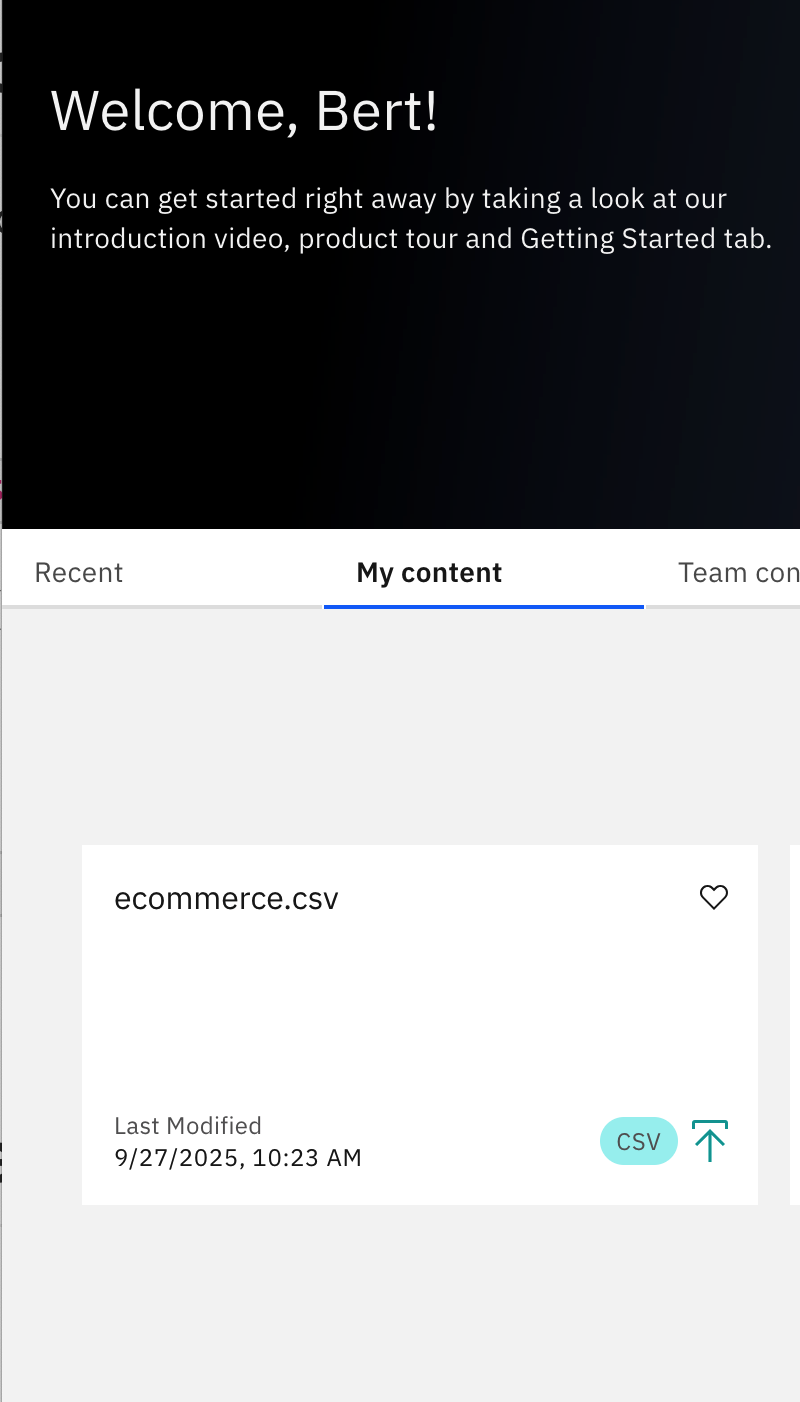 Welcome, Bert!
You can get started right away by taking a look at our
introduction video, product tour and Getting Started tab.
Recent
My content
Team con
ecommerce.csv
Last Modified
9/27/2025, 10:23 AM
CSV